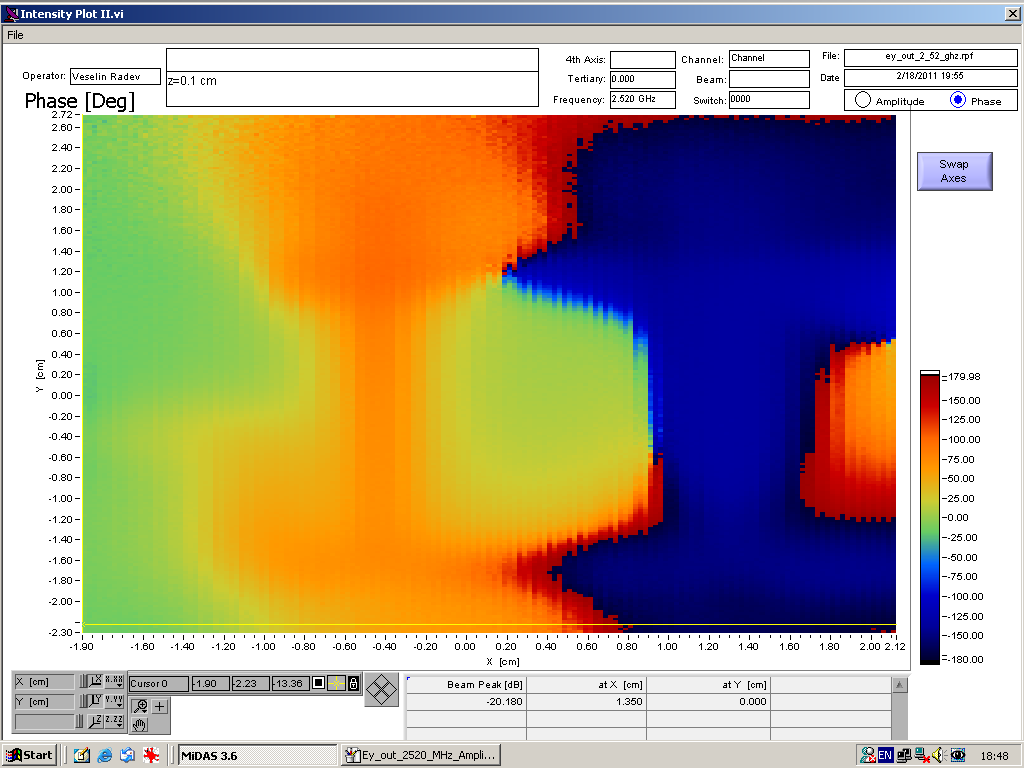 Intensity Plot II.vi
File
Operator: Veselin Radev
z=0.1 cm
4th Axis:
Tertiary: 0.000
Frequency: 2.520 GHz
Channel: Channel
Beam:
Switch: 0000
File: ey_out_2_52_ghz.rpf
Date 2/18/2011 19:55
Amplitude Phase
Phase [Deg]
Swap
Axes
2.72
2.60
2.40
2.20
2.00
1.80
1.60
1.40
1.20
1.00
0.80
0.60
0.40
0.20
0.00
-0.20
-0.40
-0.60
-0.80
-1.00
-1.20
-1.40
-1.60
-1.80
-2.00
-2.30
Y [cm]
-1.90 -1.60 -1.40 -1.20 -1.00 -0.80 -0.60 -0.40 -0.20 0.00 0.20 0.40 0.60 0.80 1.00 1.20 1.40 1.60 1.80 2.00 2.12
X [cm]
179.98
150.00
125.00
100.00
75.00
50.00
25.00
0.00
-25.00
-50.00
-75.00
-100.00
-125.00
-150.00
-180.00
X [cm] X X.XX
Y [cm] Y Y.YY
Z Z.ZZ
Cursor 0 -1.90 -2.23 -13.36
Beam Peak [dB] at X [cm] at Y [cm]
-20.180 1.350 0.000
Start MiDAS 3.6 Ey_out_2520_MHz_Ampli... EN 18:48